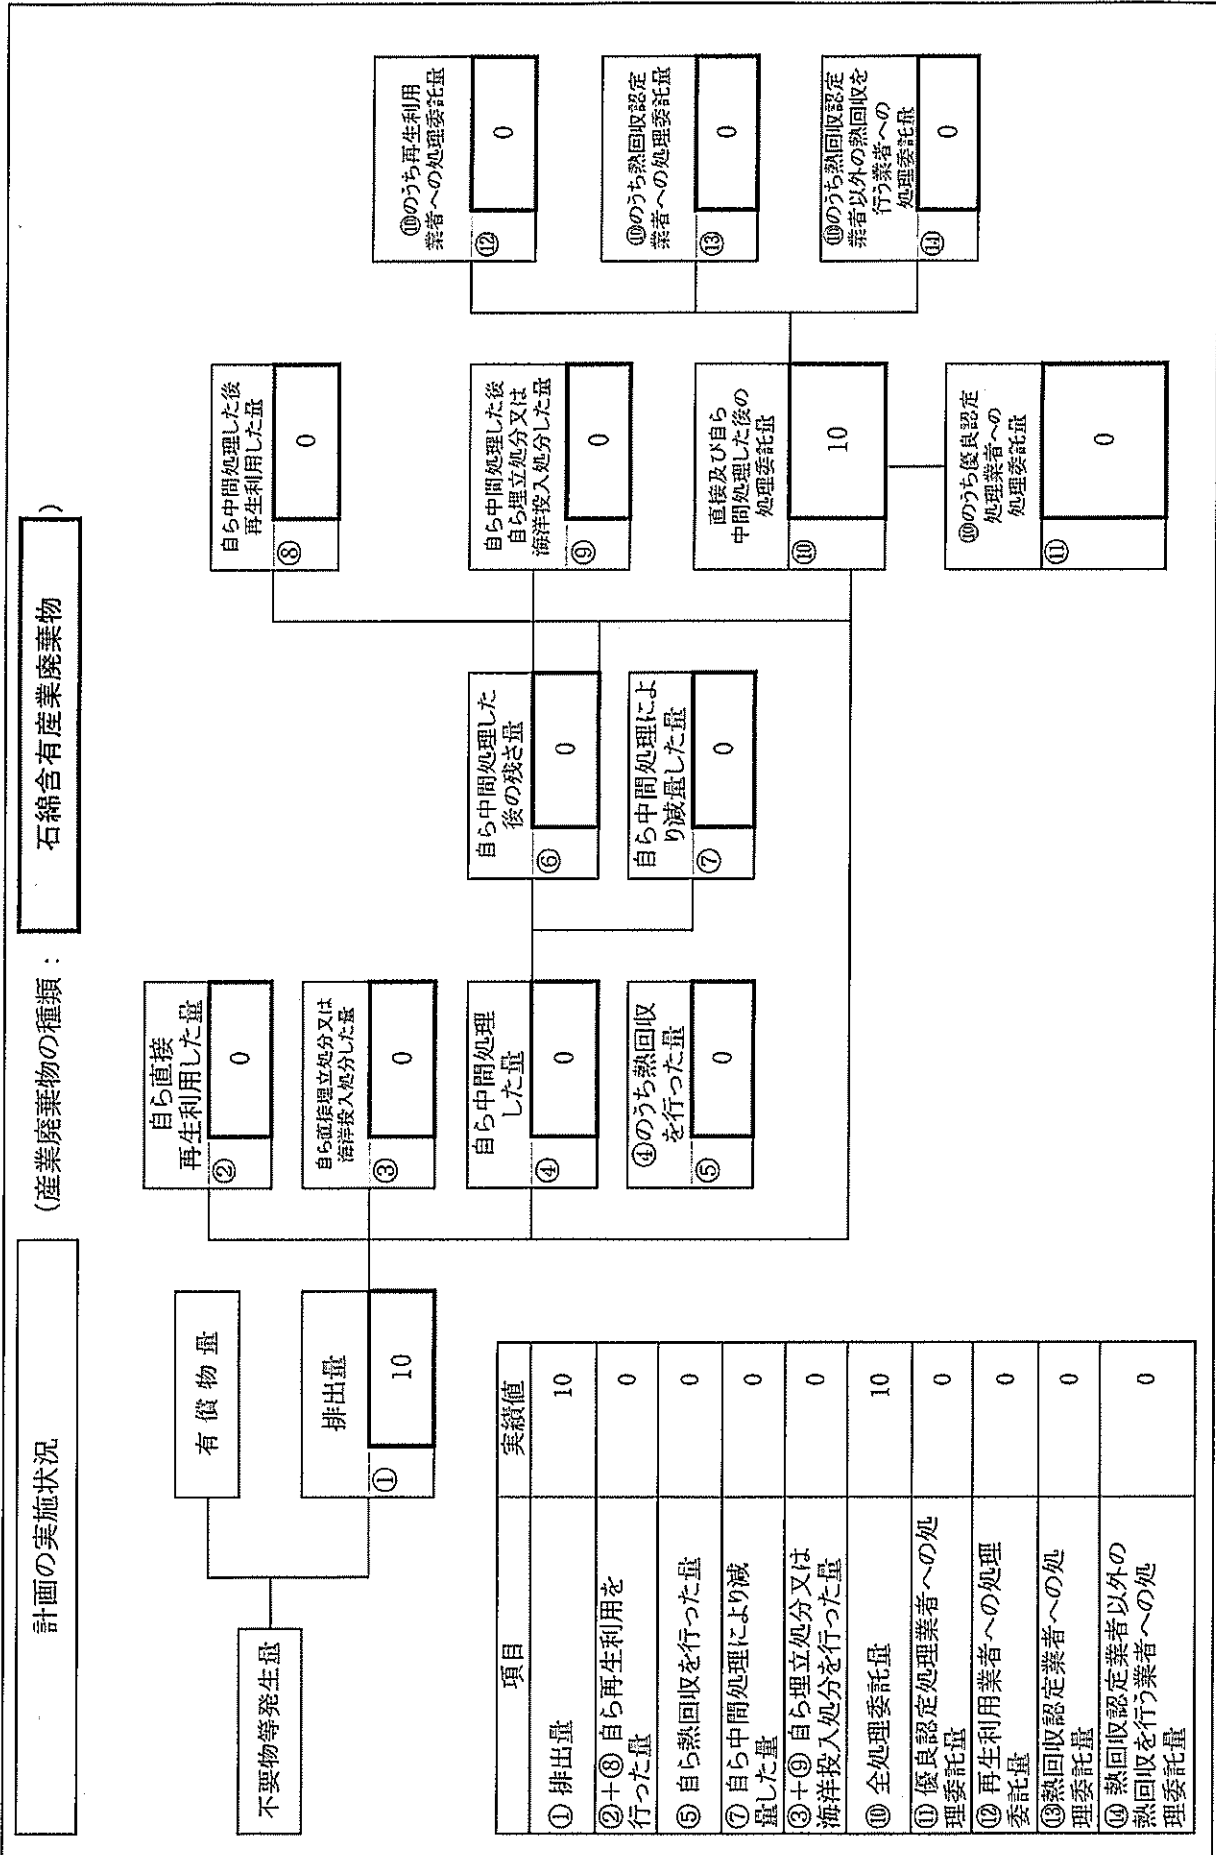 計画の実施状況
(産業廃棄物の種類：
石綿含有産業廃棄物
)
不要物等発生量
有償物量
排出量
①
10
自ら直接
再生利用した量
②
0
自ら直接埋立処分又は
海洋投入処分した量
③
0
自ら中間処理
した量
④
0
④のうち熱回収
を行った量
⑤
0
自ら中間処理した
後の残さ量
⑥
0
自ら中間処理によ
り減量した量
⑦
0
自ら中間処理した後
再生利用した量
⑧
0
自ら中間処理した後
自ら埋立処分又は
海洋投入処分した量
⑨
0
直接及び自ら
中間処理した後の
処理委託量
⑩
10
⑩のうち優良認定
処理業者への
処理委託量
⑪
0
⑩のうち再生利用
業者への処理委託量
⑫
0
⑩のうち熱回収認定
業者への処理委託量
⑬
0
⑩のうち熱回収認定
業者以外の熱回収を
行う業者への
処理委託量
⑭
0
項目 実績値
① 排出量 10
②+⑧ 自ら再生利用を
行った量 0
⑤ 自ら熱回収を行った量 0
⑦ 自ら中間処理により減
量した量 0
③+⑨ 自ら埋立処分又は
海洋投入処分を行った量 0
⑩ 全処理委託量 10
⑪ 優良認定処理業者への処
理委託量 0
⑫ 再生利用業者への処理
委託量 0
⑬熱回収認定業者への処
理委託量 0
⑭ 熱回収認定業者以外の
熱回収を行う業者への処
理委託量 0